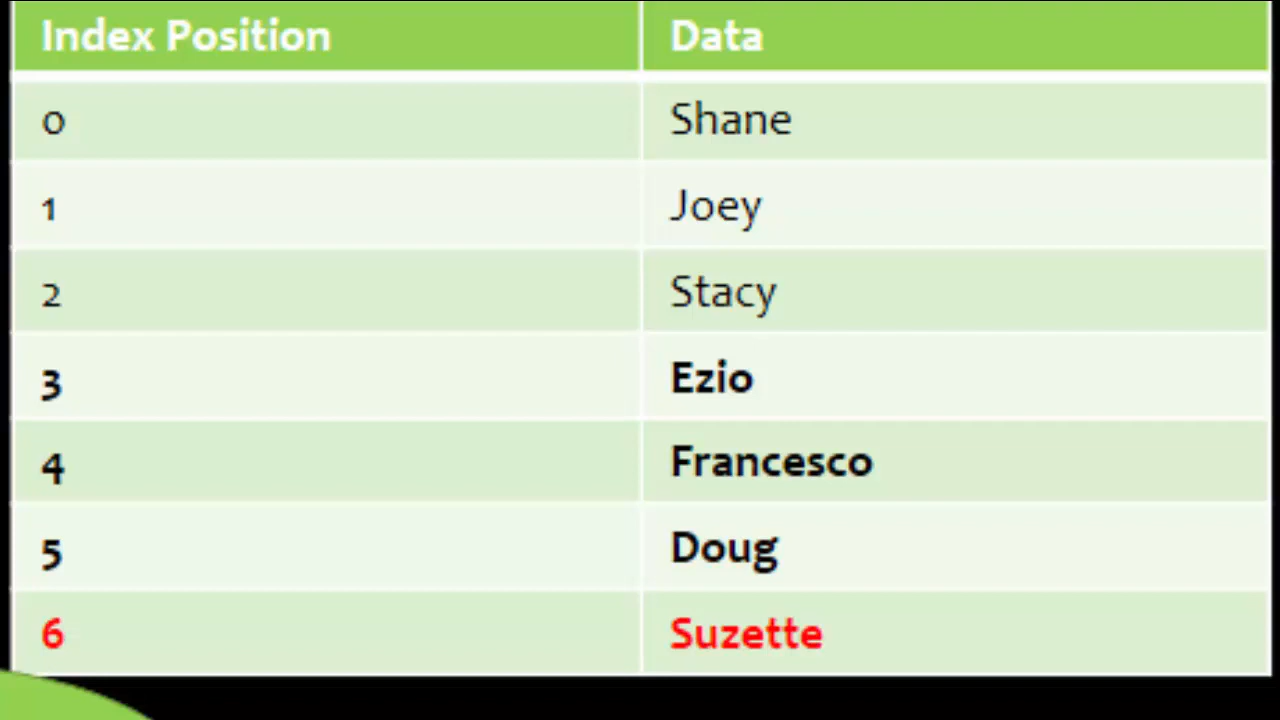 Index Position Data
0 Shane
1 Joey
2 Stacy
3 Ezio
4 Francesco
5 Doug
6 Suzette